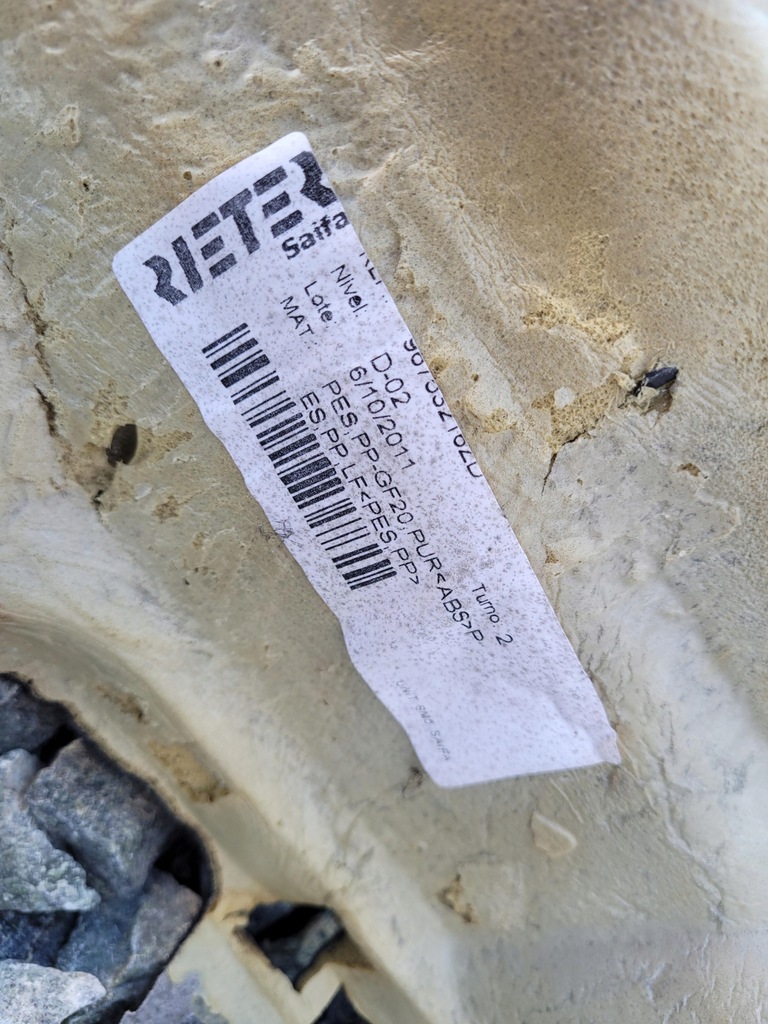 RIETER
Saifa
Nivel: D-02
Lote: 6/10/2011 Turno: 2
MAT: PES,PP-GF20,PUR<ABS>P
ES,PP,LF<PES,PP>